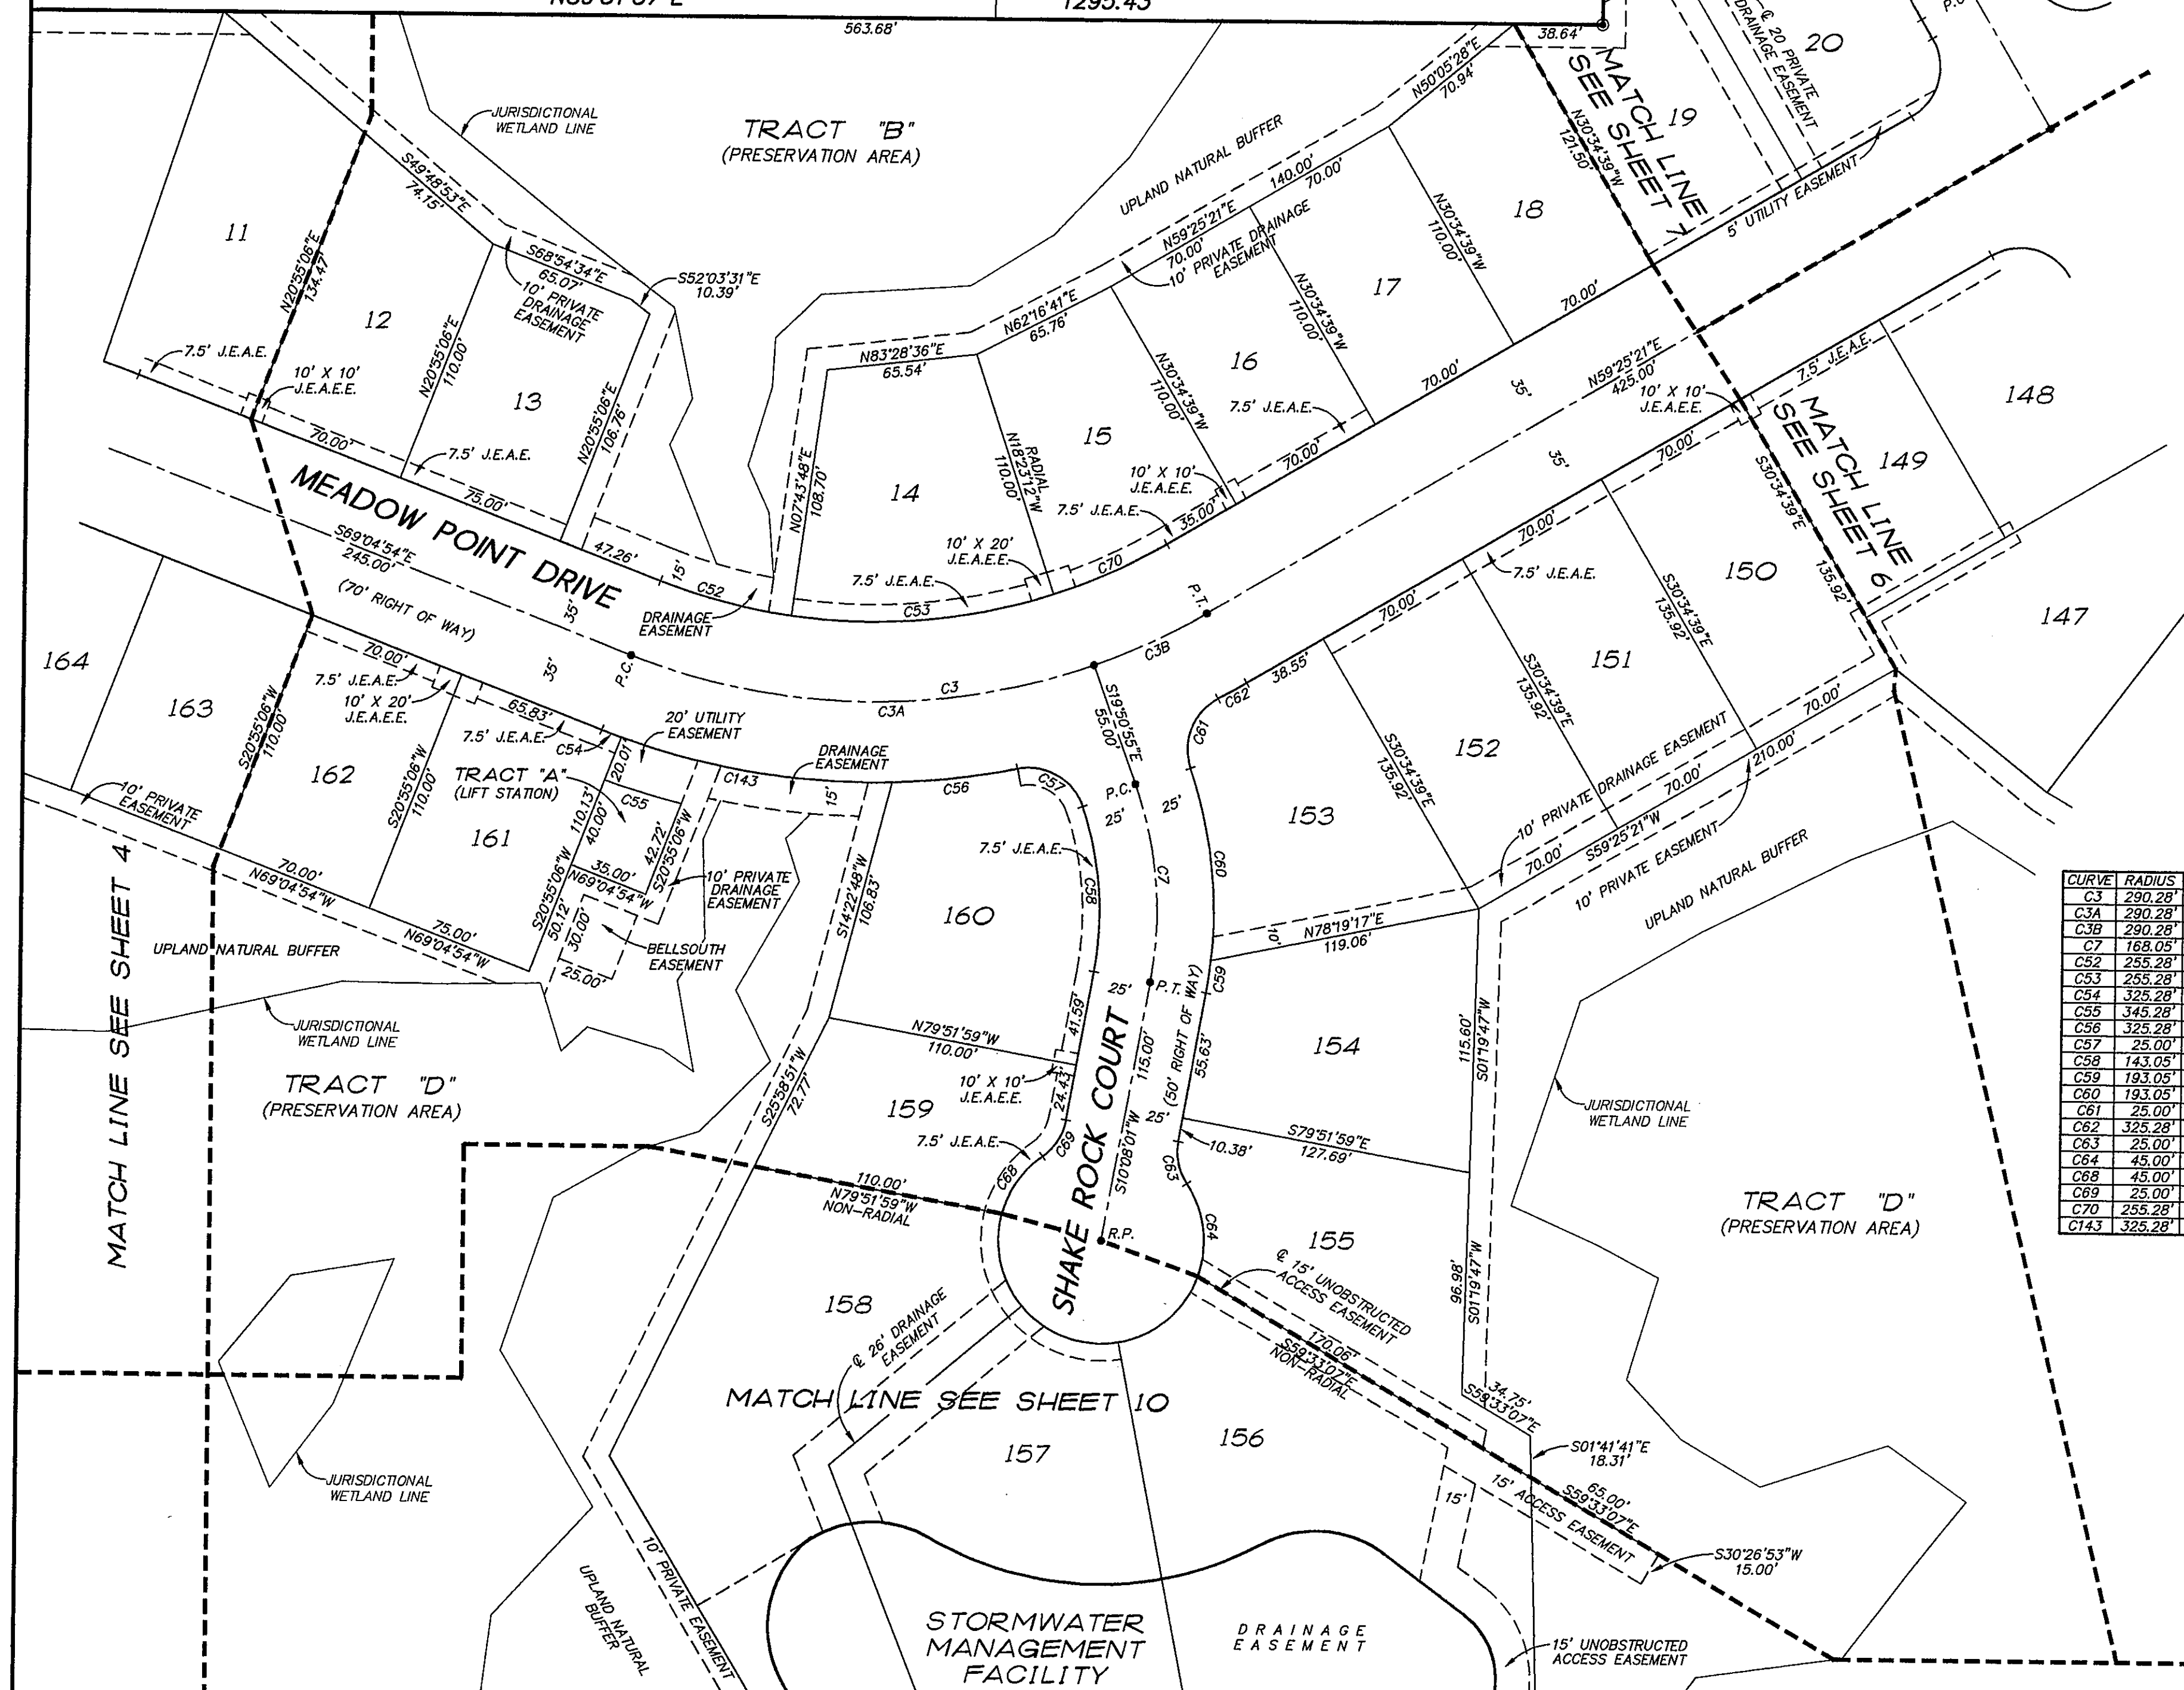 1295.43'
563.68'
38.64'
JURISDICTIONAL
WETLAND LINE
TRACT "B"
(PRESERVATION AREA)
UPLAND NATURAL BUFFER
N50°05'28"E
70.94'
MATCH LINE
SEE SHEET 7
N30°34'39"W
121.50'
19
20
℄ 20 PRIVATE
DRAINAGE EASEMENT
5' UTILITY EASEMENT
11
S49°48'53"E
74.15'
N20°55'06"E
134.47'
12
N20°55'06"E
110.00'
S68°54'34"E
65.07'
10' PRIVATE
DRAINAGE
EASEMENT
S52°03'31"E
10.39'
13
N20°55'06"E
106.76'
7.5' J.E.A.E.
10' X 10'
J.E.A.E.E.
70.00'
7.5' J.E.A.E.
75.00'
47.26'
15'
C52
DRAINAGE
EASEMENT
N07°43'48"E
108.70'
N83°28'36"E
65.54'
N62°16'41"E
65.76'
N59°25'21"E
140.00'
70.00'
70.00'
10' PRIVATE DRAINAGE
EASEMENT
14
RADIAL
N18°23'12"W
110.00'
15
N30°34'39"W
110.00'
16
N30°34'39"W
110.00'
17
N30°34'39"W
110.00'
18
7.5' J.E.A.E.
C53
10' X 20'
J.E.A.E.E.
C70
7.5' J.E.A.E.
35.00'
10' X 10'
J.E.A.E.E.
7.5' J.E.A.E.
70.00'
70.00'
70.00'
MEADOW POINT DRIVE
S69°04'54"E
245.00'
(70' RIGHT OF WAY)
35'
35'
P.C.
C3
C3A
C3B
P.T.
N59°25'21"E
425.00'
35'
35'
10' X 10'
J.E.A.E.E.
7.5' J.E.A.E.
148
149
MATCH LINE
SEE SHEET 6
S30°34'39"E
135.92'
147
150
S30°34'39"E
135.92'
151
S30°34'39"E
135.92'
152
S30°34'39"E
135.92'
153
70.00'
70.00'
70.00'
7.5' J.E.A.E.
38.55'
C62
C61
C60
C59
164
163
S20°55'06"W
110.00'
70.00'
7.5' J.E.A.E.
10' X 20'
J.E.A.E.E.
162
S20°55'06"W
110.00'
65.83'
7.5' J.E.A.E.
C54
161
20' UTILITY
EASEMENT
TRACT "A"
(LIFT STATION)
20.01'
C55
110.13'
40.00'
S20°55'06"W
50.12'
35.00'
N69°04'54"W
42.72'
S20°55'06"W
30.00'
25.00'
10' PRIVATE
DRAINAGE
EASEMENT
BELLSOUTH
EASEMENT
C143
DRAINAGE
EASEMENT
15'
C56
C57
7.5' J.E.A.E.
C58
S19°50'55"E
55.00'
P.C.
25'
25'
C7
P.T.
25'
160
S14°22'48"W
106.83'
10' PRIVATE
EASEMENT
70.00'
N69°04'54"W
75.00'
N69°04'54"W
UPLAND NATURAL BUFFER
MATCH LINE SEE SHEET 4
JURISDICTIONAL
WETLAND LINE
TRACT "D"
(PRESERVATION AREA)
10' PRIVATE DRAINAGE EASEMENT
70.00'
210.00'
70.00'
S59°25'21"W
70.00'
10' PRIVATE EASEMENT
UPLAND NATURAL BUFFER
10'
N78°19'17"E
119.06'
115.60'
S01°19'47"W
154
S79°51'59"E
127.69'
10.38'
55.63'
(50' RIGHT OF WAY)
25'
115.00'
S10°08'01"W
SHAKE ROCK COURT
41.59'
N79°51'59"W
110.00'
10' X 10'
J.E.A.E.E.
24.43'
159
7.5' J.E.A.E.
C69
C68
C63
C64
R.P.
110.00'
N79°51'59"W
NON-RADIAL
S25°58'51"W
72.77'
158
155
96.98'
S01°19'47"W
℄ 15' UNOBSTRUCTED
ACCESS EASEMENT
170.06'
S59°33'07"E
NON-RADIAL
34.75'
S59°33'07"E
S01°41'41"E
18.31'
65.00'
S59°33'07"E
15' ACCESS EASEMENT
S30°26'53"W
15.00'
15'
℄ 26' DRAINAGE
EASEMENT
MATCH LINE SEE SHEET 10
157
156
JURISDICTIONAL
WETLAND LINE
TRACT "D"
(PRESERVATION AREA)
JURISDICTIONAL
WETLAND LINE
10' PRIVATE EASEMENT
UPLAND NATURAL
BUFFER
STORMWATER
MANAGEMENT
FACILITY
DRAINAGE
EASEMENT
15' UNOBSTRUCTED
ACCESS EASEMENT
CURVE RADIUS
C3 290.28'
C3A 290.28'
C3B 290.28'
C7 168.05'
C52 255.28'
C53 255.28'
C54 325.28'
C55 345.28'
C56 325.28'
C57 25.00'
C58 143.05'
C59 193.05'
C60 193.05'
C61 25.00'
C62 325.28'
C63 25.00'
C64 45.00'
C68 45.00'
C69 25.00'
C70 255.28'
C143 325.28'